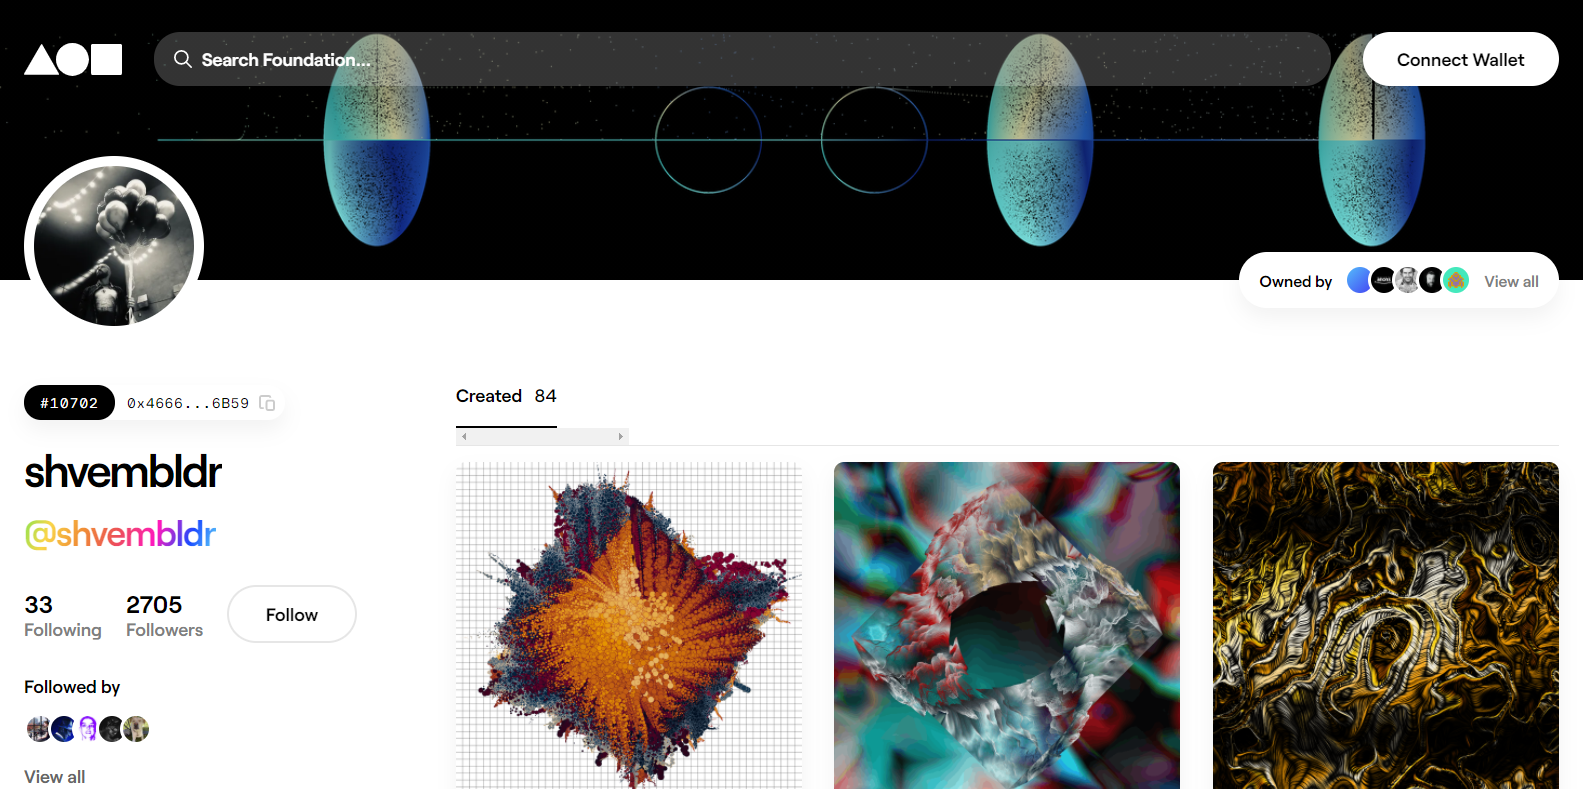 Search Foundation...
Connect Wallet
Owned by
View all
#10702
0x4666...6B59
Created 84
shvembldr
@shvembldr
33
Following
2705
Followers
Follow
Followed by
View all